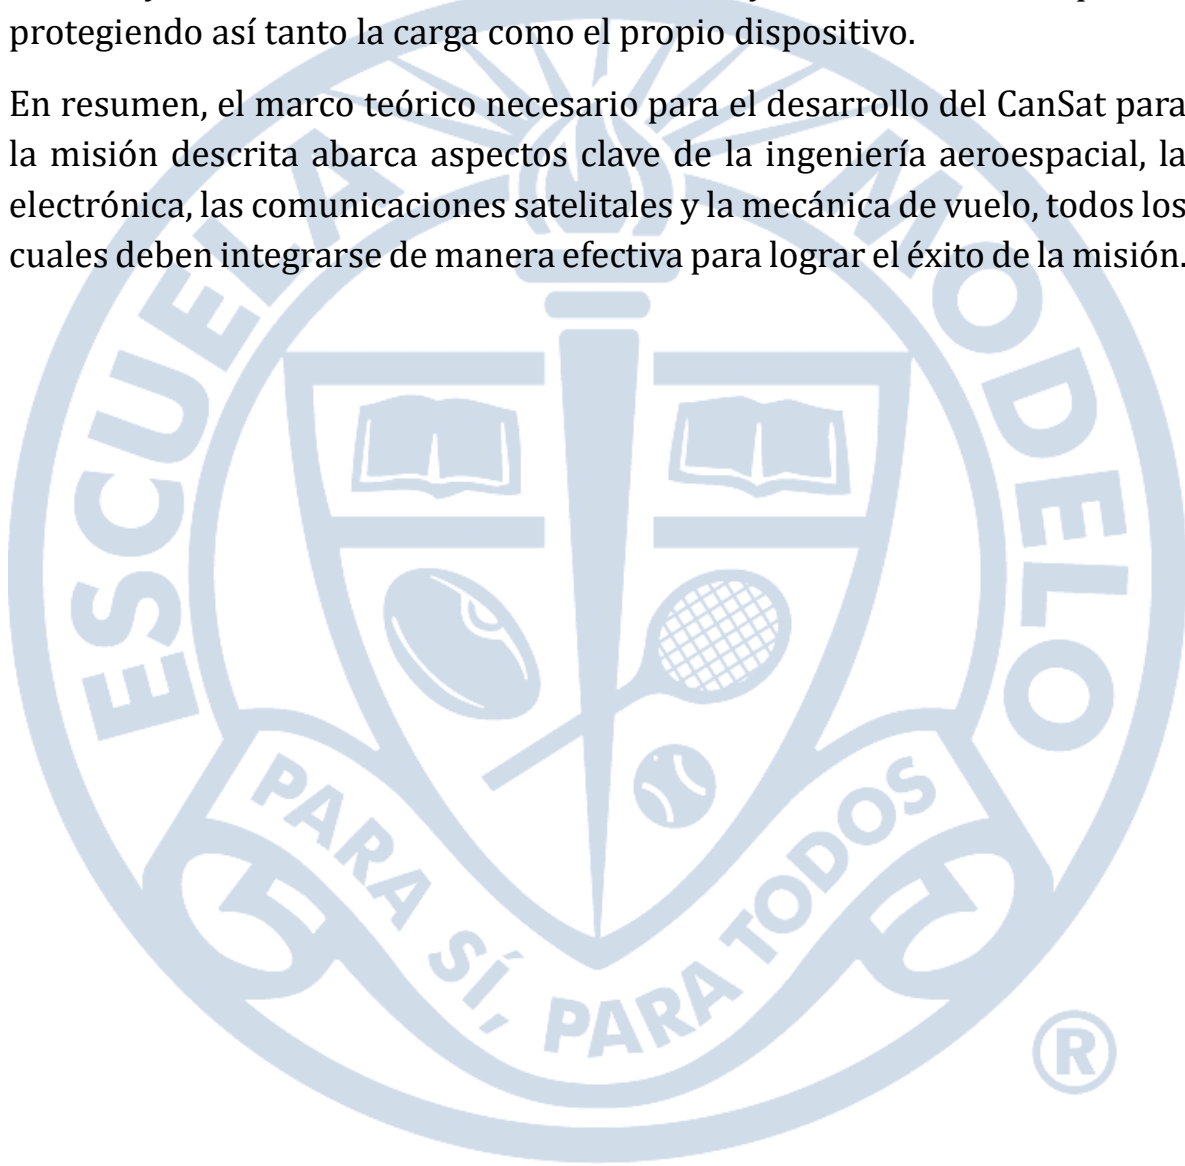 protegiendo así tanto la carga como el propio dispositivo.
En resumen, el marco teórico necesario para el desarrollo del CanSat para
la misión descrita abarca aspectos clave de la ingeniería aeroespacial, la
electrónica, las comunicaciones satelitales y la mecánica de vuelo, todos los
cuales deben integrarse de manera efectiva para lograr el éxito de la misión.
ESCUELA MODELO
PARA SÍ, PARA TODOS
®